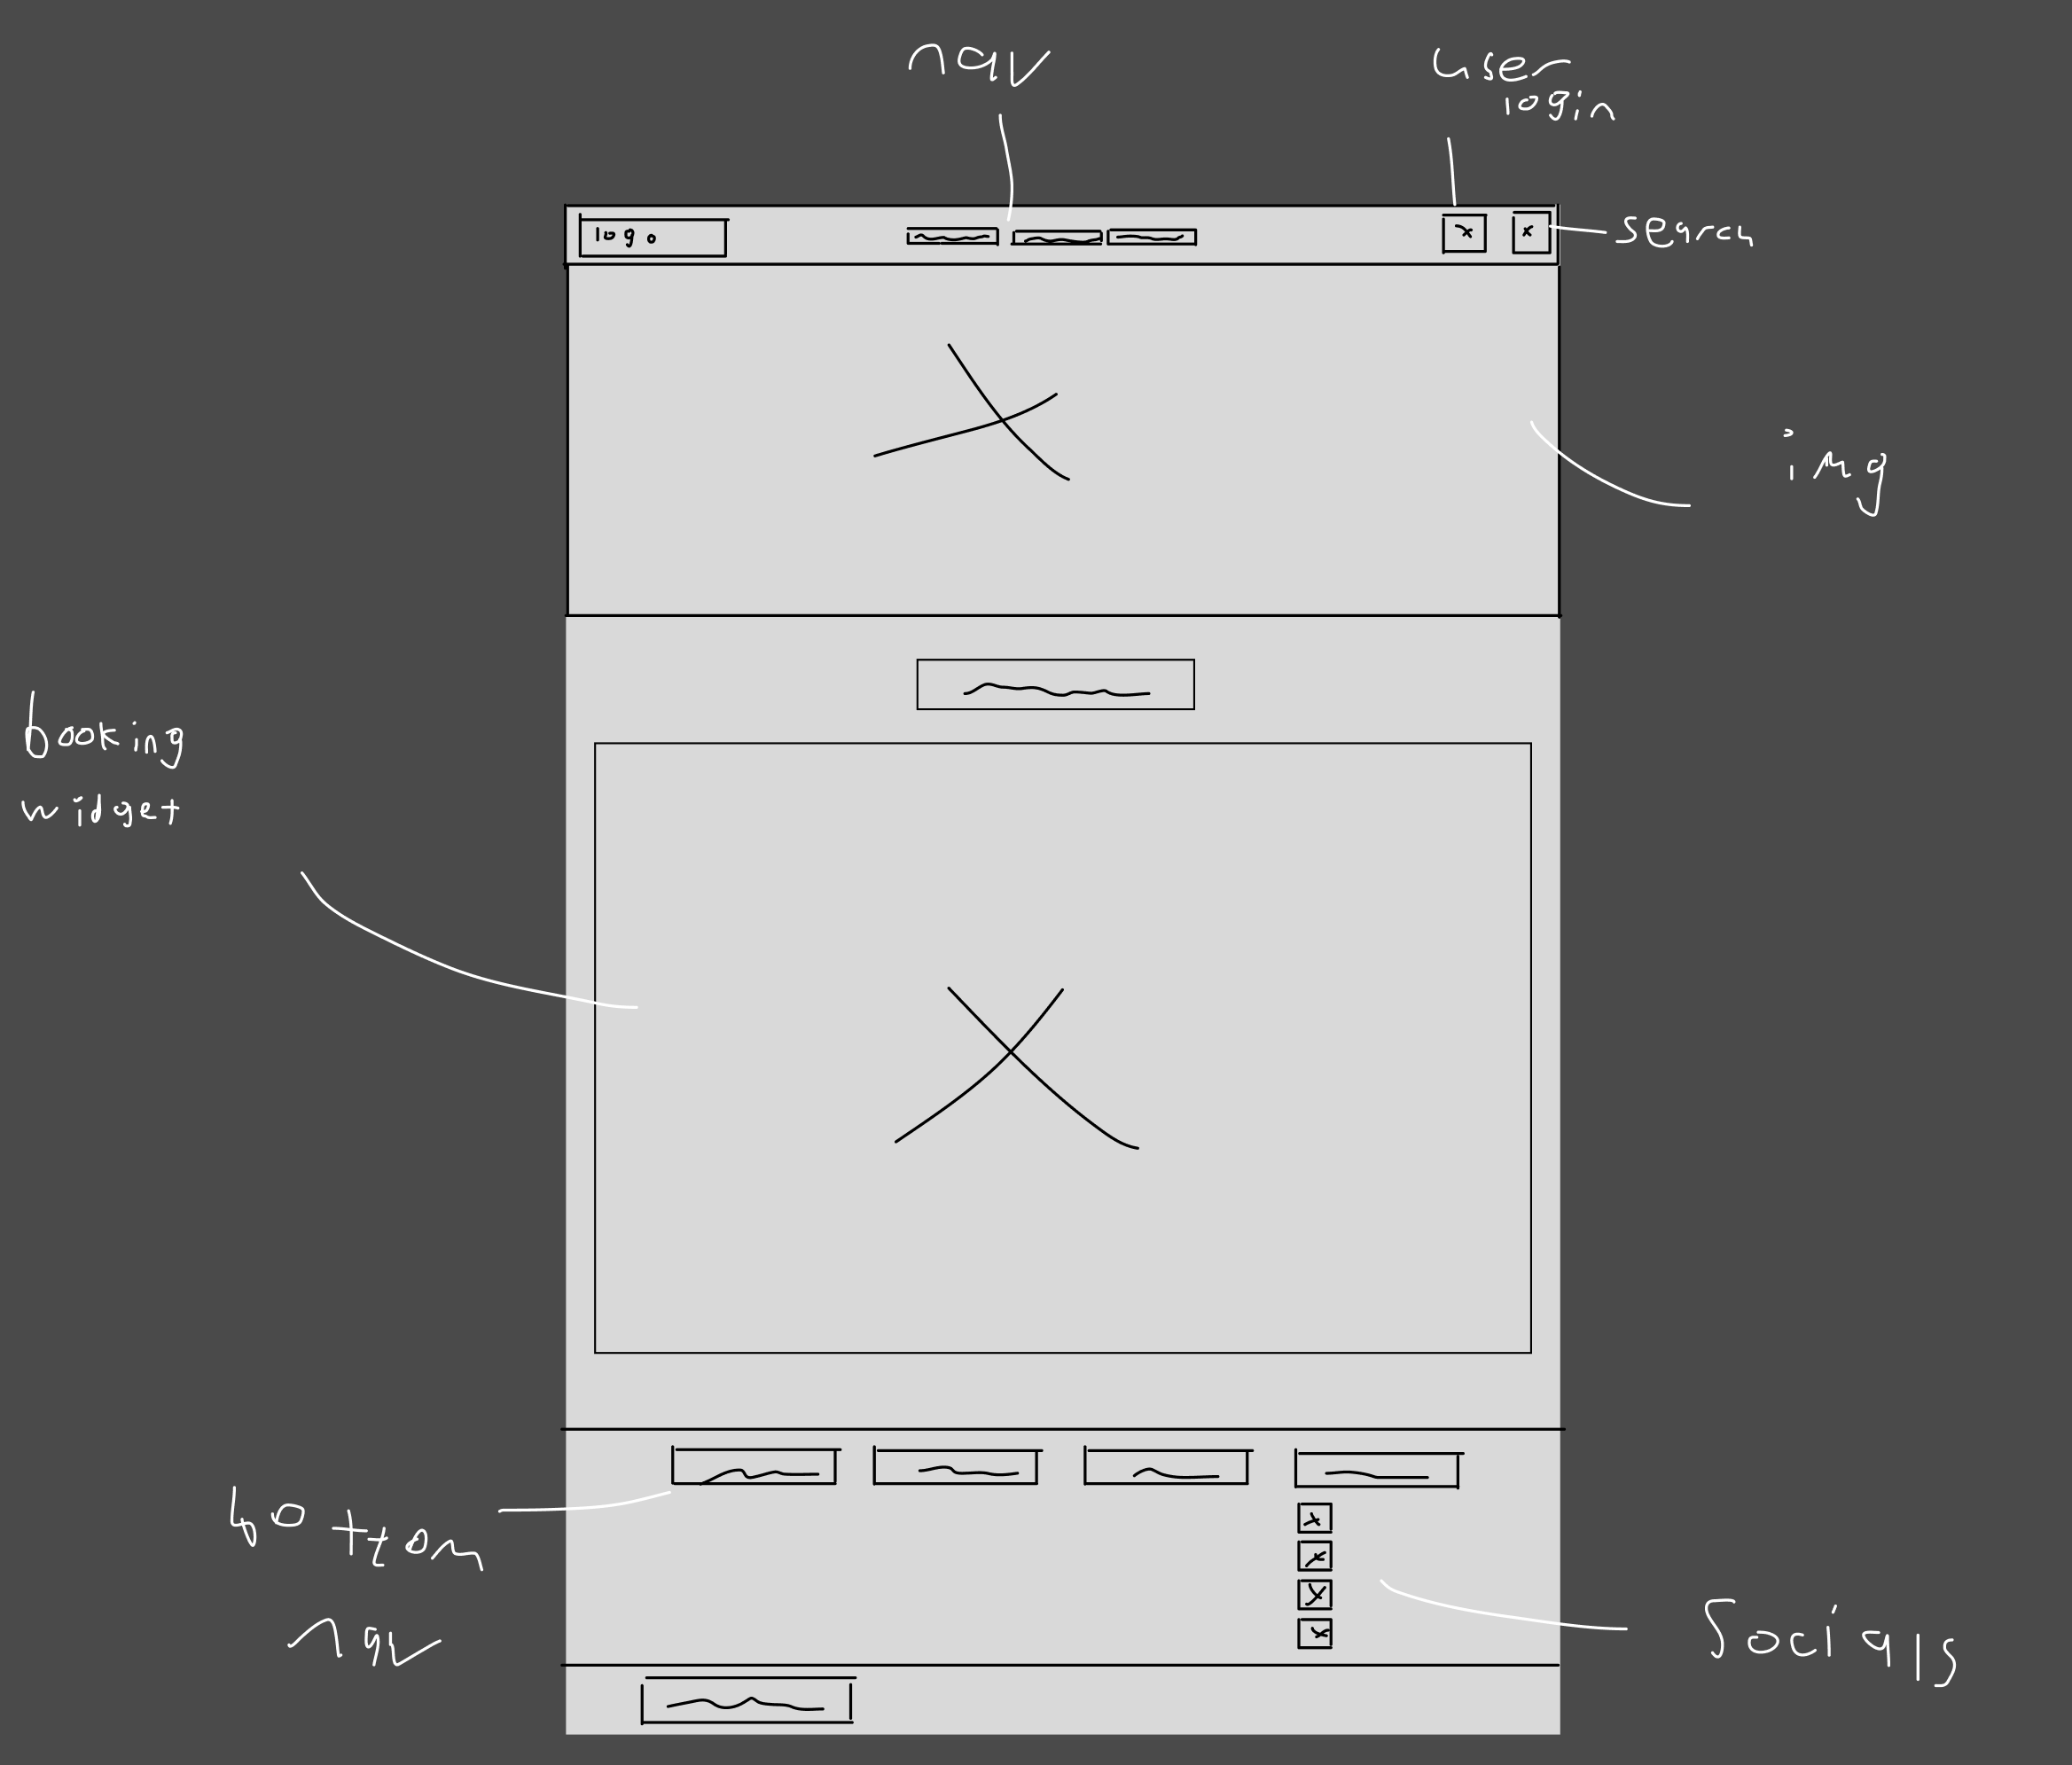 nav
user
login
logo
search
img
booking
widget
bottom
nav
socials